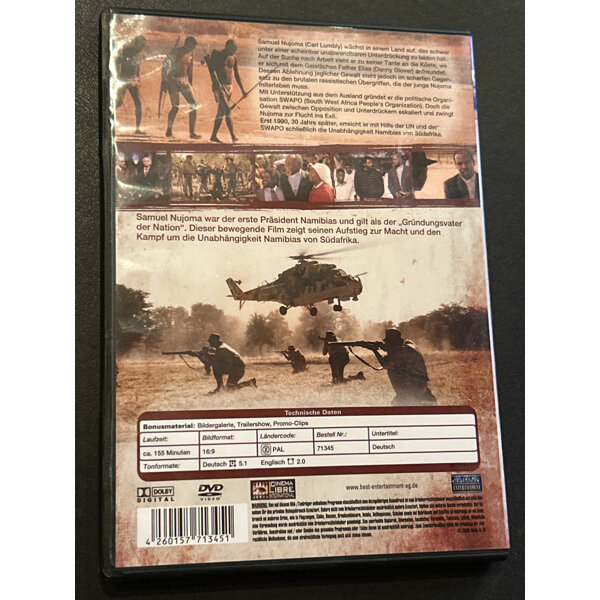 Samuel Nujoma (Carl Lumbly) wächst in einem Land auf, das schwer
unter einer scheinbar unabwendbaren Unterdrückung zu leiden hat.
Auf der Suche nach Arbeit zieht er zu seiner Tante an die Küste, wo
er sich mit dem Geistlichen Father Elias (Danny Glover) anfreundet.
Dessen Ablehnung jeglicher Gewalt steht jedoch im scharfen Gegen-
satz zu den brutalen rassistischen Übergriffen, die der junge Nujoma
miterleben muss.
Mit Unterstützung aus dem Ausland gründet er die politische Organi-
sation SWAPO (South West Africa People's Organization). Doch die
Gewalt zwischen Opposition und Unterdrückern eskaliert und zwingt
Nujoma zur Flucht ins Exil.
Erst 1990, 30 Jahre später, erreicht er mit Hilfe der UN und der
SWAPO schließlich die Unabhängigkeit Namibias von Südafrika.
Samuel Nujoma war der erste Präsident Namibias und gilt als der „Gründungsvater
der Nation“. Dieser bewegende Film zeigt seinen Aufstieg zur Macht und den
Kampf um die Unabhängigkeit Namibias von Südafrika.
Technische Daten
Bonusmaterial: Bildergalerie, Trailershow, Promo-Clips
Laufzeit: Bildformat: Ländercode: Bestell Nr.: Untertitel:
ca. 155 Minuten 16:9 PAL 71345 Deutsch
Tonformate: Deutsch 5.1 Englisch 2.0
DOLBY
DIGITAL
DVD
VIDEO
CINEMA
LIBRE
INTERNATIONAL
www.best-entertainment-ag.de
ENTERTAINMENT
4 260157 713451